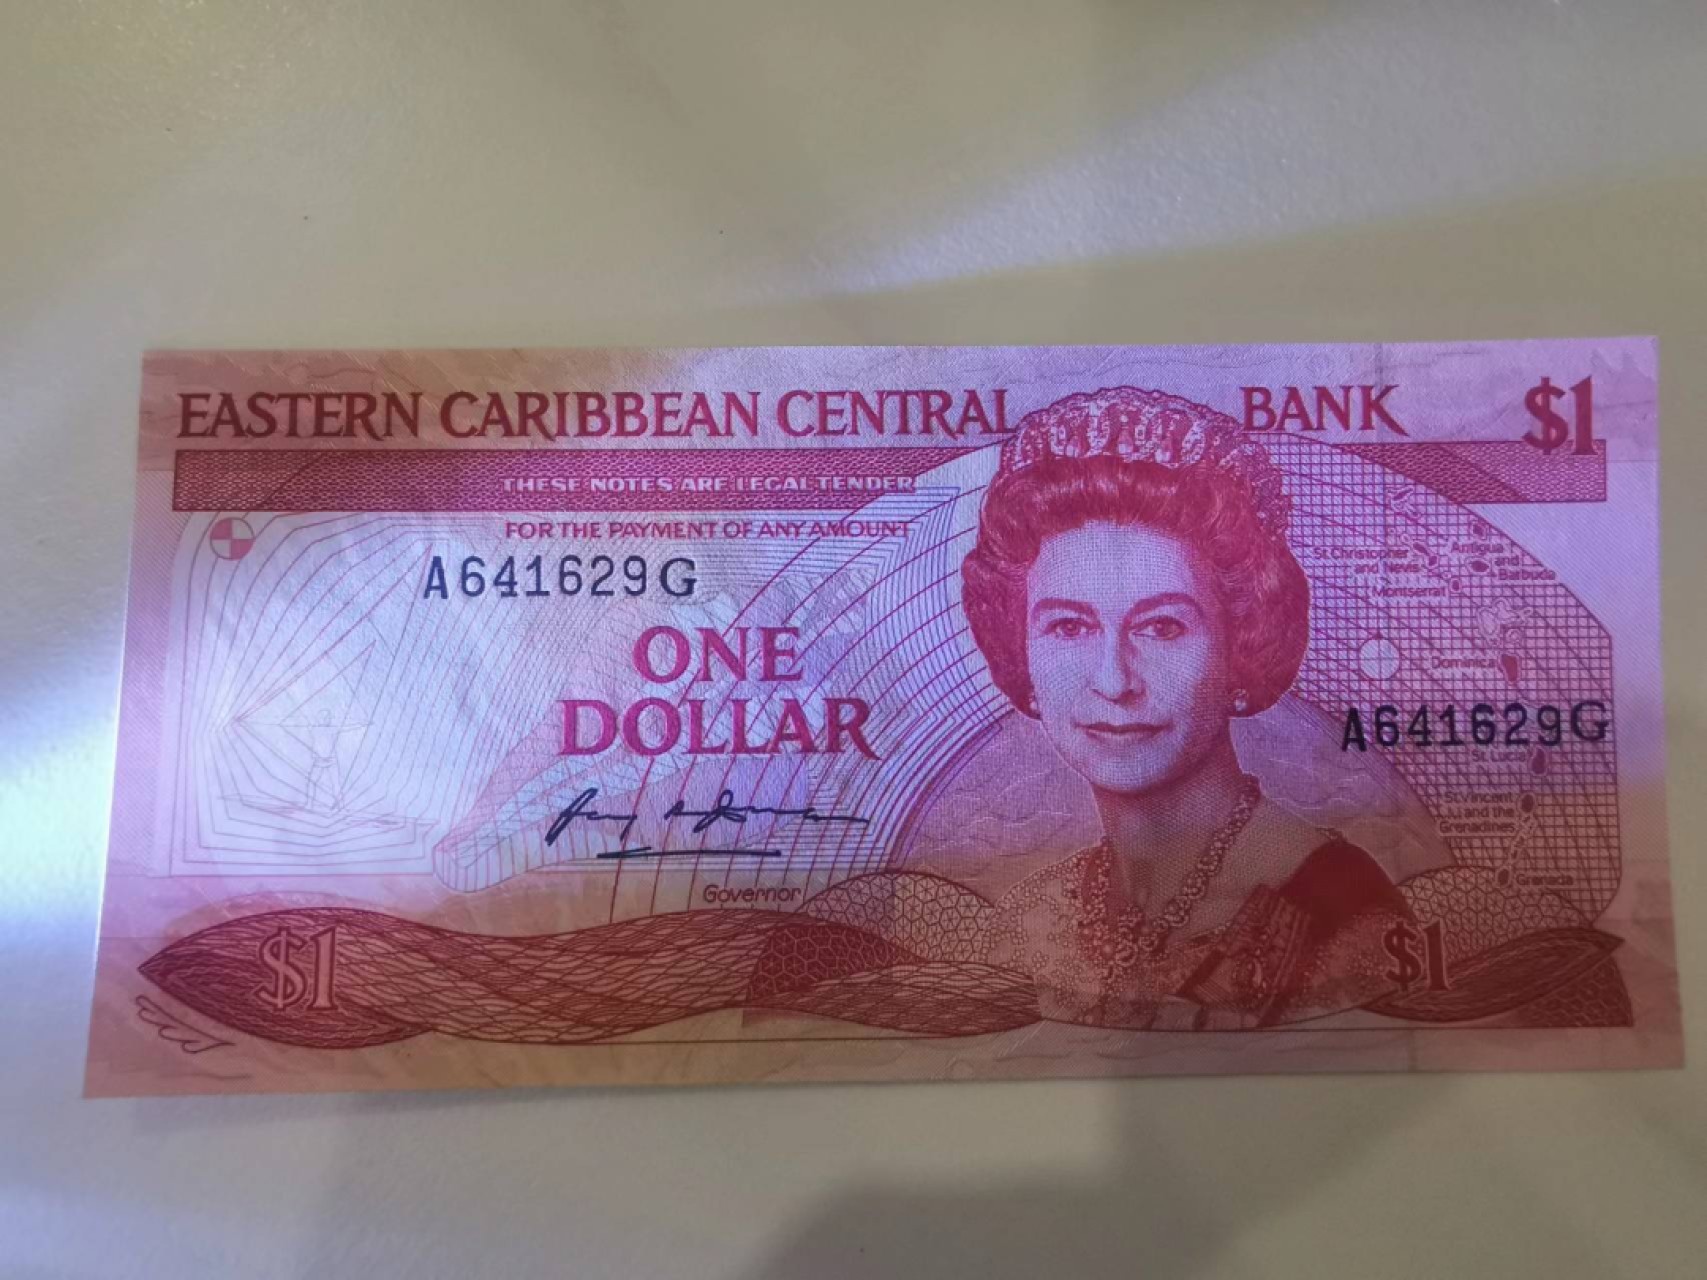 EASTERN CARIBBEAN CENTRAL BANK $1
THESE NOTES ARE LEGAL TENDER
FOR THE PAYMENT OF ANY AMOUNT
A641629G
ONE
DOLLAR
Governor
$1
St Christopher
and Nevis
Antigua
and
Barbuda
Montserrat
Dominica
A641629G
St Lucia
St Vincent
and the
Grenadines
Grenada
$1